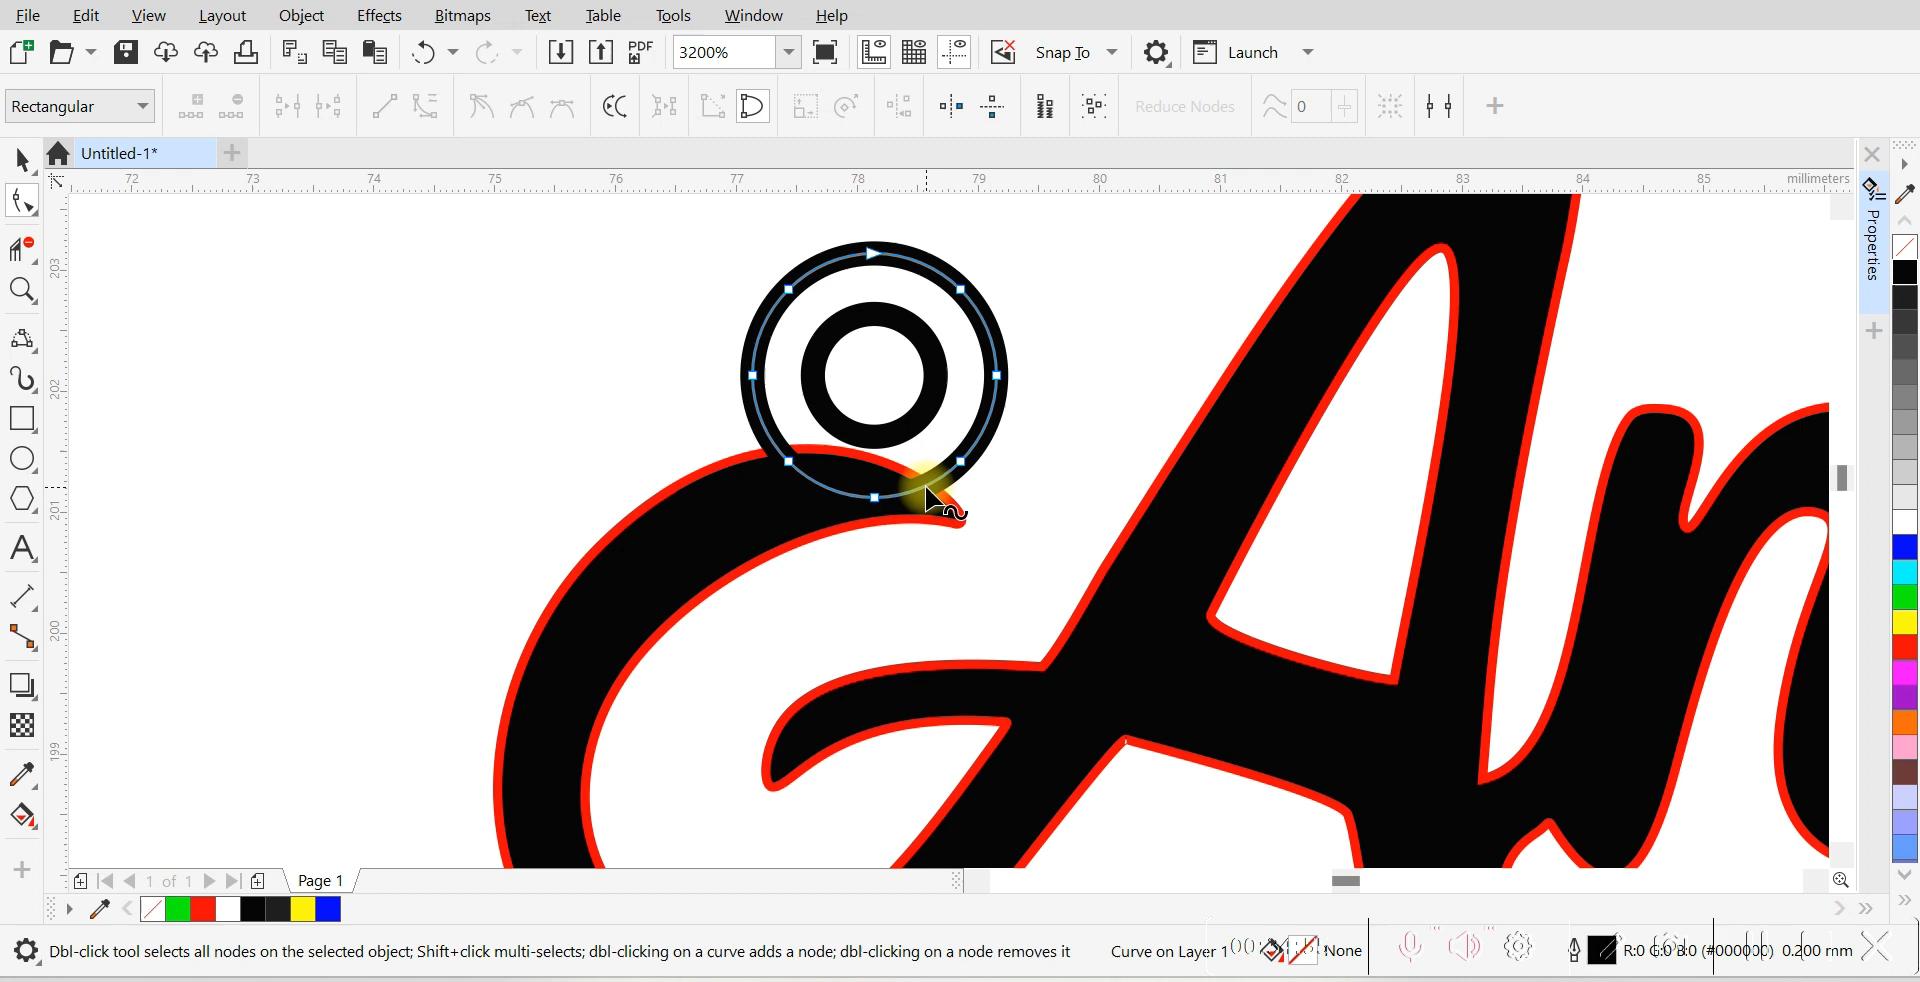 File Edit View Layout Object Effects Bitmaps Text Table Tools Window Help
PDF 3200% Snap To Launch
Rectangular Reduce Nodes 0
Untitled-1*
72 73 74 75 76 77 78 79 80 81 82 83 84 85 millimeters
Properties
203
202
201
200
199
An
1 of 1 Page 1
Dbl-click tool selects all nodes on the selected object; Shift+click multi-selects; dbl-clicking on a curve adds a node; dbl-clicking on a node removes it Curve on Layer 1 None R:0 G:0 B:0 (#000000) 0.200 mm